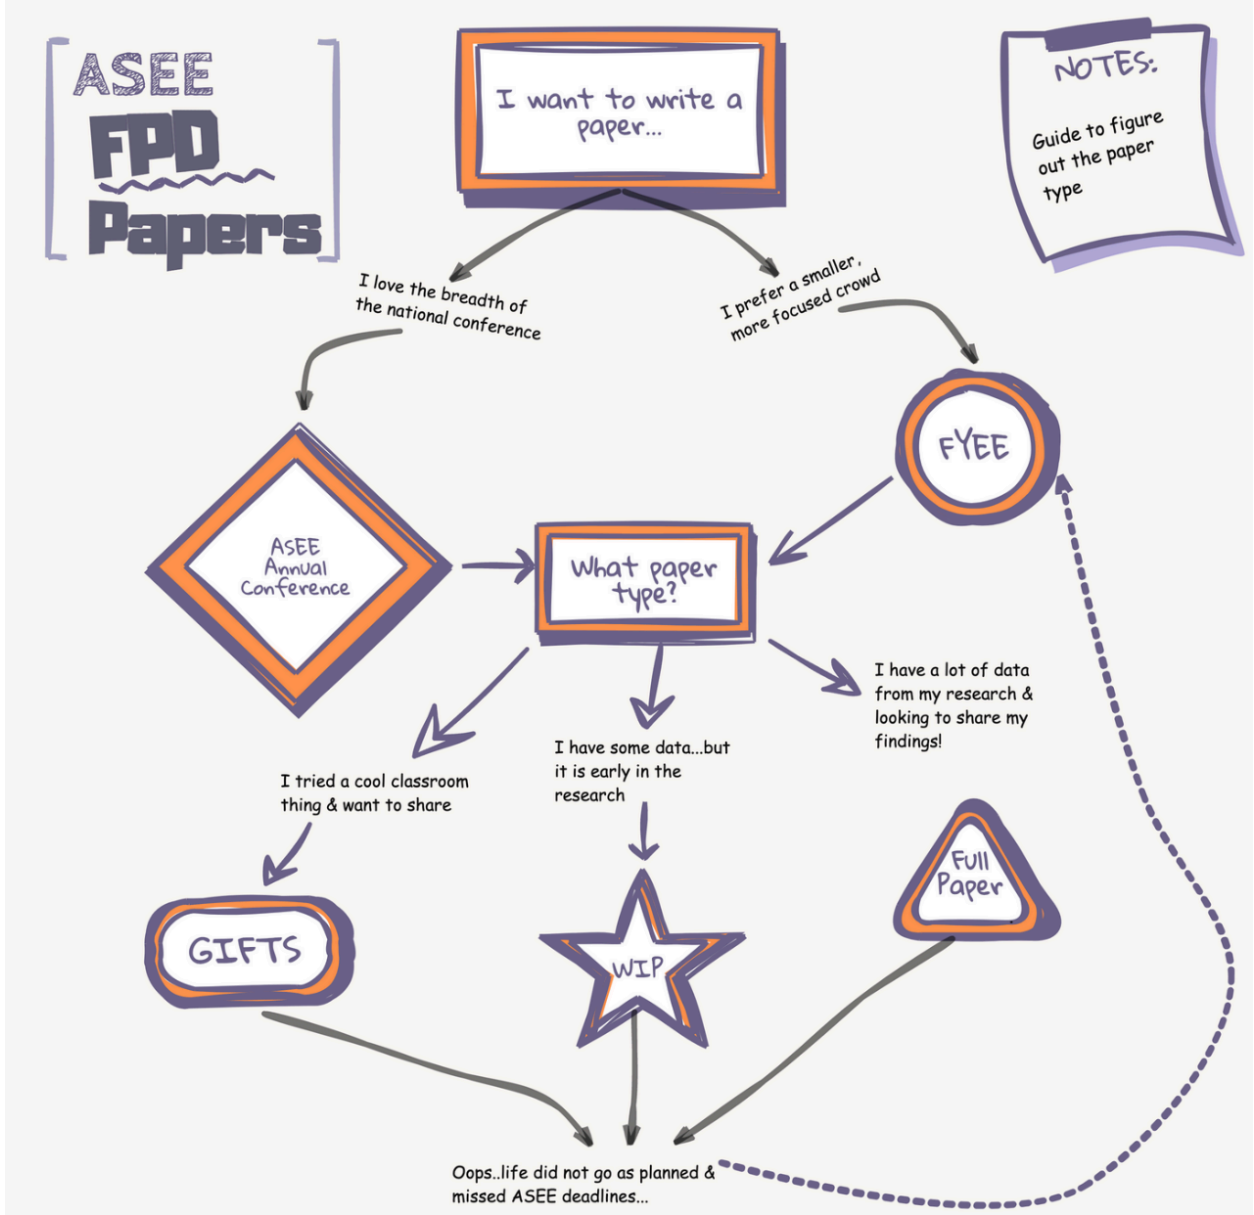 ASEE
FPD
Papers
I want to write a
paper...
NOTES:
Guide to figure
out the paper
type
I love the breadth of
the national conference
I prefer a smaller,
more focused crowd
FYEE
ASEE
Annual
Conference
What paper
type?
I have a lot of data
from my research &
looking to share my
findings!
I have some data...but
it is early in the
research
I tried a cool classroom
thing & want to share
Full
Paper
GIFTS
WIP
Oops..life did not go as planned &
missed ASEE deadlines...